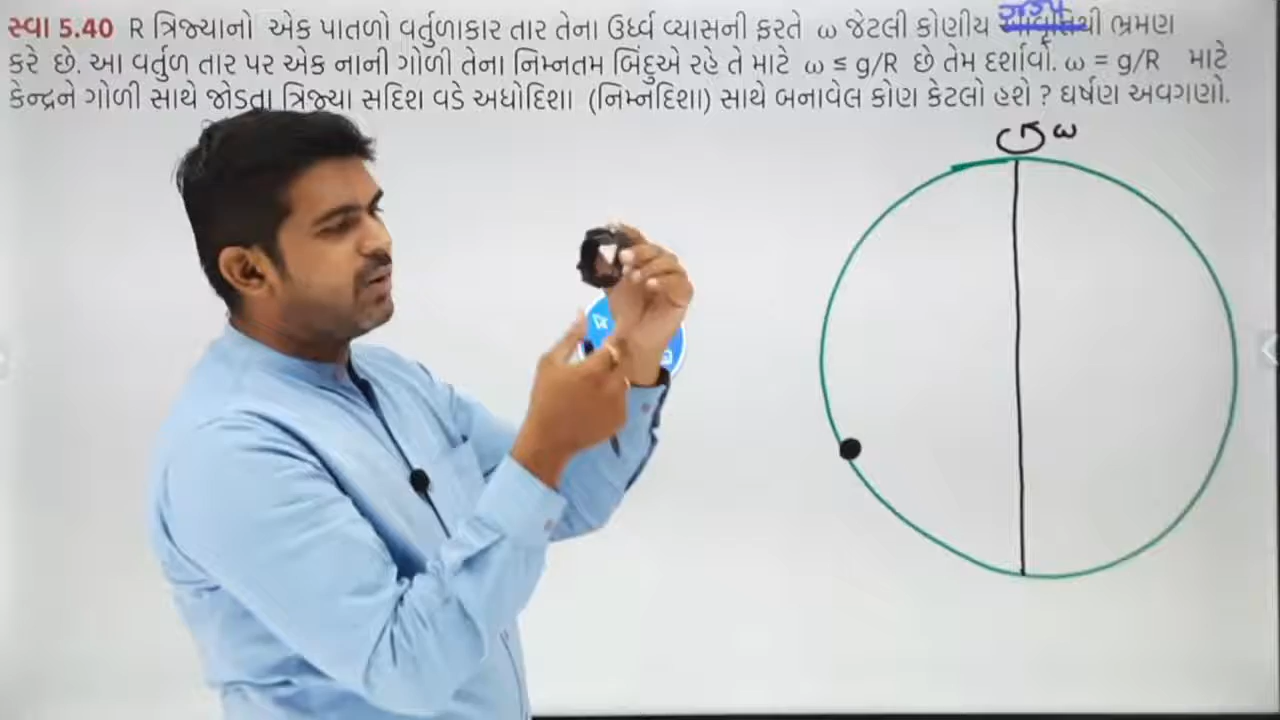 સ્વા 5.40 R ત્રિજ્યાનો એક પાતળો વર્તુળાકાર તાર તેના ઉર્ધ્વ વ્યાસની ફરતે ω જેટલી કોણીય ભ્રમણ
કરે છે. આ વર્તુળ તાર પર એક નાની ગોળી તેના નિમ્નતમ બિંદુએ રહે તે માટે ω ≤ g/R છે તેમ દર્શાવો. ω = g/R માટે
કેન્દ્રને ગોળી સાથે જોડતા ત્રિજ્યા સદિશ વડે અધોદિશા (નિમ્નદિશા) સાથે બનાવેલ કોણ કેટલો હશે ? ઘર્ષણ અવગણો.
ω